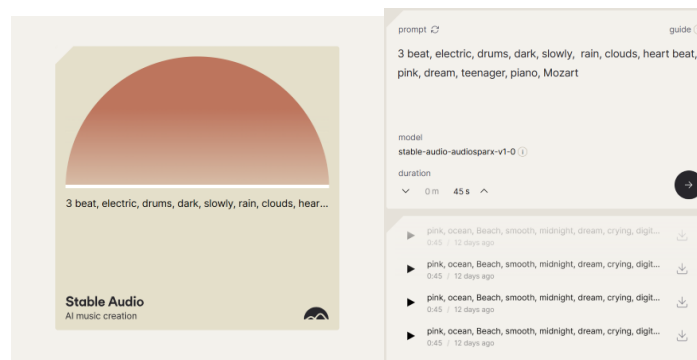 3 beat, electric, drums, dark, slowly, rain, clouds, hear...
Stable Audio
AI music creation
prompt
guide
3 beat, electric, drums, dark, slowly, rain, clouds, heart beat,
pink, dream, teenager, piano, Mozart
model
stable-audio-audiosparx-v1-0
duration
0 m 45 s
pink, ocean, Beach, smooth, midnight, dream, crying, digit...
0:45 / 12 days ago
pink, ocean, Beach, smooth, midnight, dream, crying, digit...
0:45 / 12 days ago
pink, ocean, Beach, smooth, midnight, dream, crying, digit...
0:45 / 12 days ago
pink, ocean, Beach, smooth, midnight, dream, crying, digit...
0:45 / 12 days ago